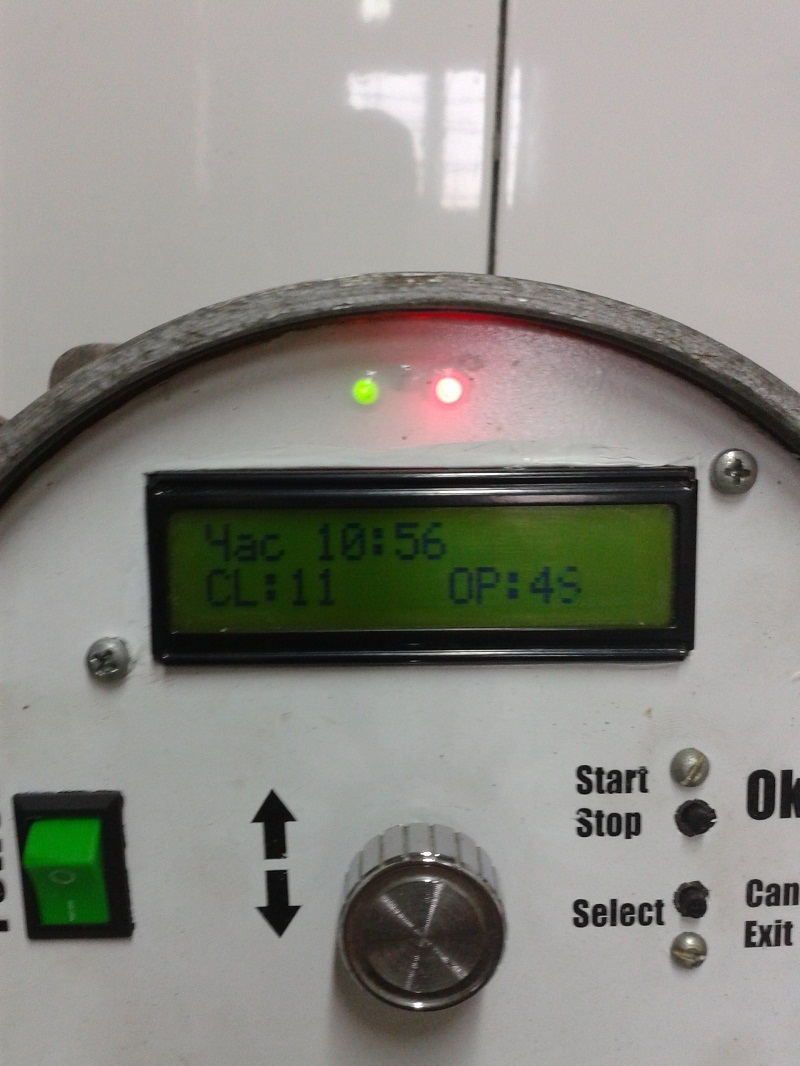 Час 10:56
CL:11 OP:49
Start
Stop
Ok
Select
Can
Exit